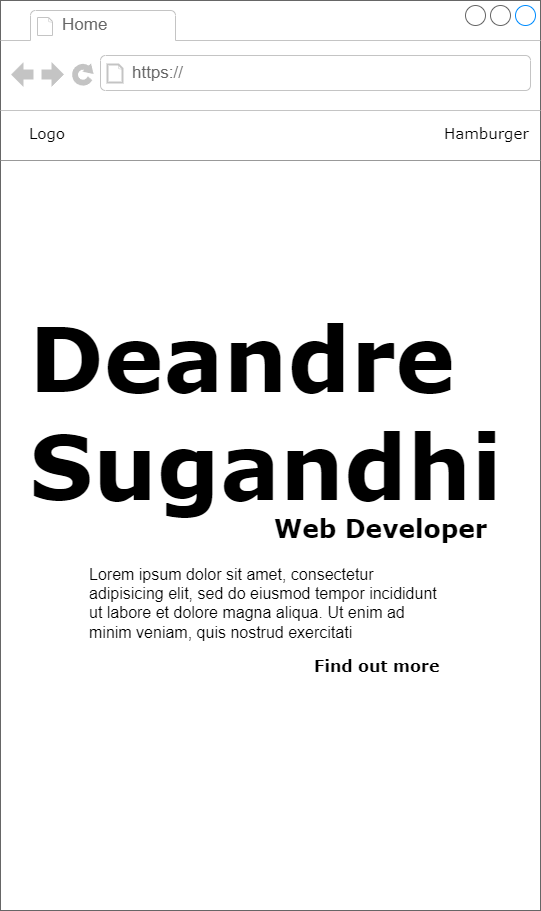 Home
https://
Logo Hamburger
Deandre
Sugandhi
Web Developer
Lorem ipsum dolor sit amet, consectetur
adipisicing elit, sed do eiusmod tempor incididunt
ut labore et dolore magna aliqua. Ut enim ad
minim veniam, quis nostrud exercitati
Find out more